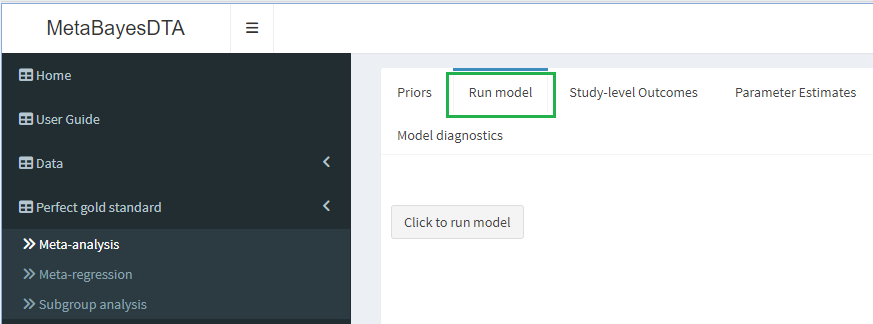 MetaBayesDTA
Home
User Guide
Data
Perfect gold standard
Meta-analysis
Meta-regression
Subgroup analysis
Priors Run model Study-level Outcomes Parameter Estimates
Model diagnostics
Click to run model